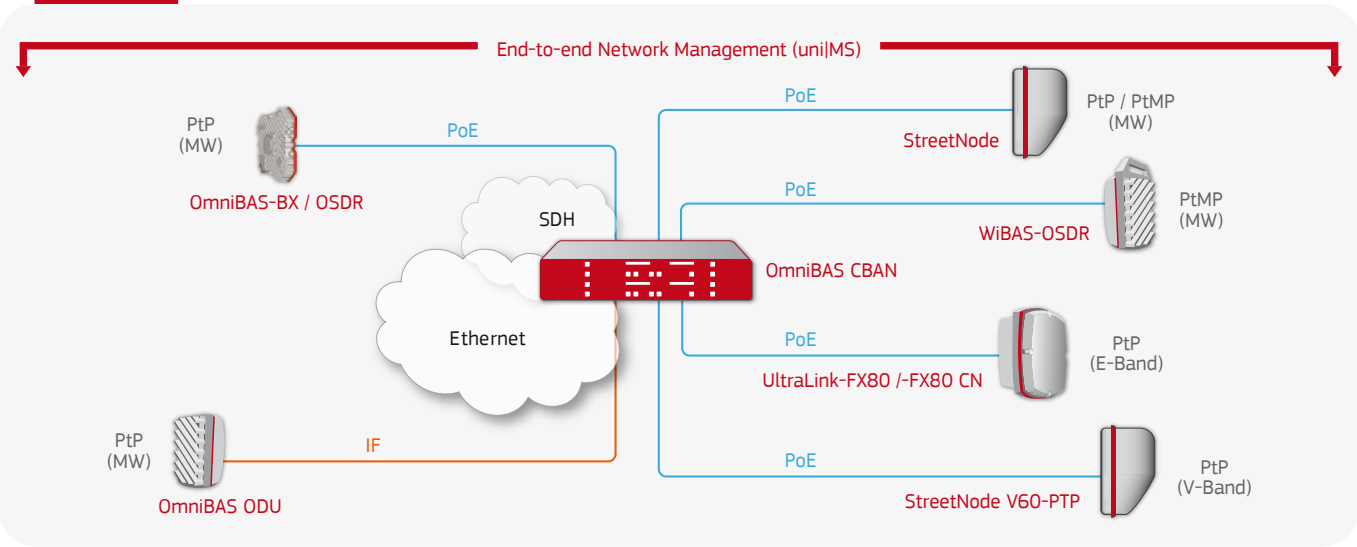 End-to-end Network Management (uni|MS)
PtP
(MW)
PoE
OmniBAS-BX / OSDR
PoE
StreetNode
PtP / PtMP
(MW)
PoE
WiBAS-OSDR
PtMP
(MW)
SDH
OmniBAS CBAN
Ethernet
PoE
UltraLink-FX80 /-FX80 CN
PtP
(E-Band)
PtP
(MW)
IF
OmniBAS ODU
PoE
StreetNode V60-PTP
PtP
(V-Band)